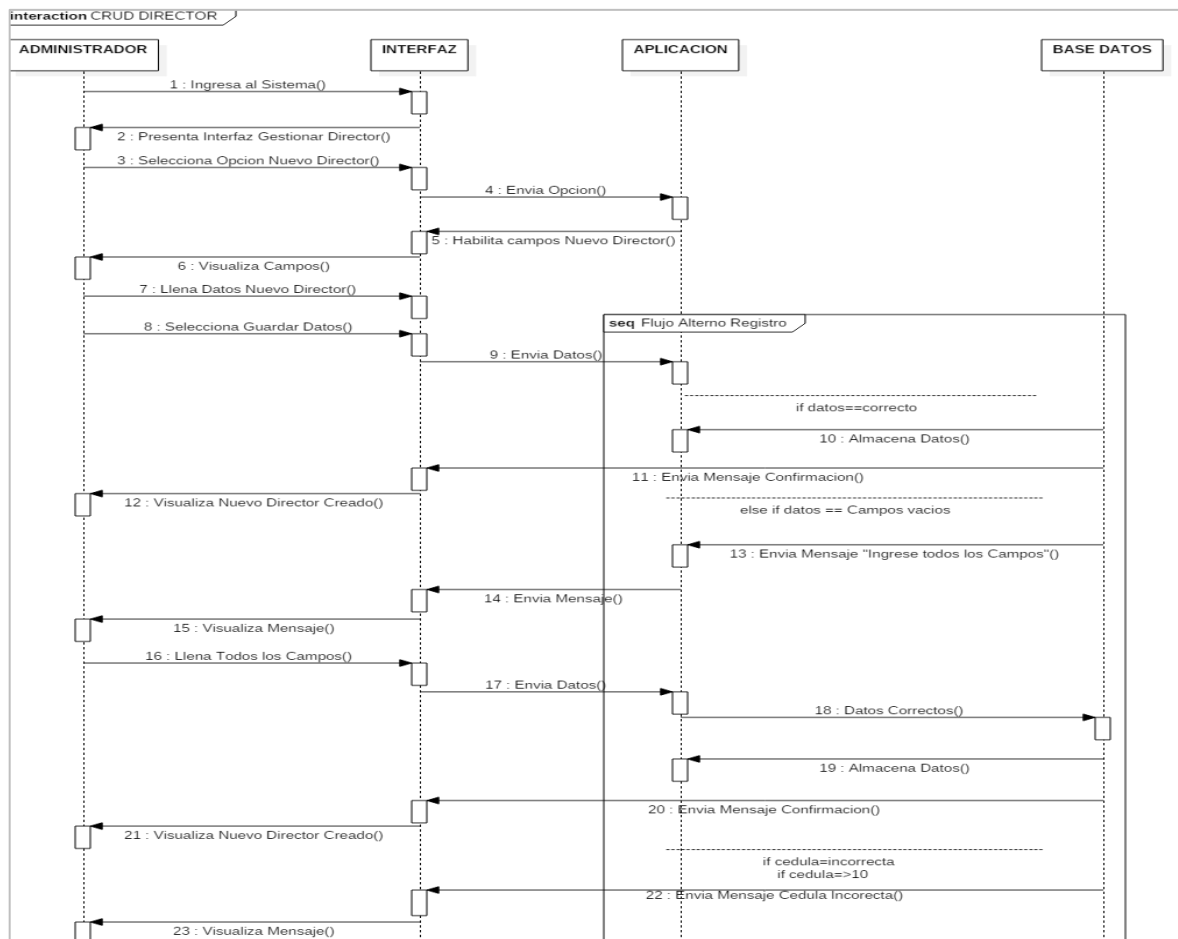 interaction CRUD DIRECTOR
ADMINISTRADOR
INTERFAZ
APLICACION
BASE DATOS
1 : Ingresa al Sistema()
2 : Presenta Interfaz Gestionar Director()
3 : Selecciona Opcion Nuevo Director()
4 : Envia Opcion()
5 : Habilita campos Nuevo Director()
6 : Visualiza Campos()
7 : Llena Datos Nuevo Director()
8 : Selecciona Guardar Datos()
seq Flujo Alterno Registro
9 : Envia Datos()
if datos==correcto
10 : Almacena Datos()
11 : Envia Mensaje Confirmacion()
12 : Visualiza Nuevo Director Creado()
else if datos == Campos vacios
13 : Envia Mensaje "Ingrese todos los Campos"()
14 : Envia Mensaje()
15 : Visualiza Mensaje()
16 : Llena Todos los Campos()
17 : Envia Datos()
18 : Datos Correctos()
19 : Almacena Datos()
20 : Envia Mensaje Confirmacion()
21 : Visualiza Nuevo Director Creado()
if cedula=incorrecta
if cedula=>10
22 : Envia Mensaje Cedula Incorecta()
23 : Visualiza Mensaje()